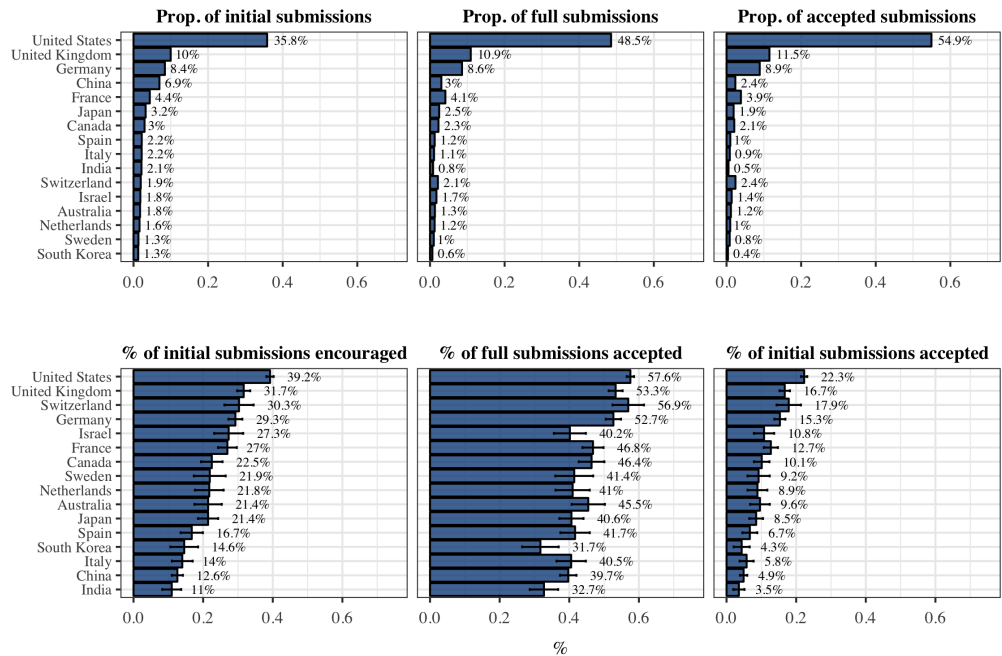 Prop. of initial submissions
Prop. of full submissions
Prop. of accepted submissions
United States 35.8% 48.5% 54.9%
United Kingdom 10% 10.9% 11.5%
Germany 8.4% 8.6% 8.9%
China 6.9% 3% 2.4%
France 4.4% 4.1% 3.9%
Japan 3.2% 2.5% 1.9%
Canada 3% 2.3% 2.1%
Spain 2.2% 1.2% 1%
Italy 2.2% 1.1% 0.9%
India 2.1% 0.8% 0.5%
Switzerland 1.9% 2.1% 2.4%
Israel 1.8% 1.7% 1.4%
Australia 1.8% 1.3% 1.2%
Netherlands 1.6% 1.2% 1%
Sweden 1.3% 1% 0.8%
South Korea 1.3% 0.6% 0.4%
0.0 0.2 0.4 0.6 0.0 0.2 0.4 0.6 0.0 0.2 0.4 0.6
% of initial submissions encouraged
% of full submissions accepted
% of initial submissions accepted
United States 39.2% 57.6% 22.3%
United Kingdom 31.7% 53.3% 16.7%
Switzerland 30.3% 56.9% 17.9%
Germany 29.3% 52.7% 15.3%
Israel 27.3% 40.2% 10.8%
France 27% 46.8% 12.7%
Canada 22.5% 46.4% 10.1%
Sweden 21.9% 41.4% 9.2%
Netherlands 21.8% 41% 8.9%
Australia 21.4% 45.5% 9.6%
Japan 21.4% 40.6% 8.5%
Spain 16.7% 41.7% 6.7%
South Korea 14.6% 31.7% 4.3%
Italy 14% 40.5% 5.8%
China 12.6% 39.7% 4.9%
India 11% 32.7% 3.5%
0.0 0.2 0.4 0.6 0.0 0.2 0.4 0.6 0.0 0.2 0.4 0.6
%